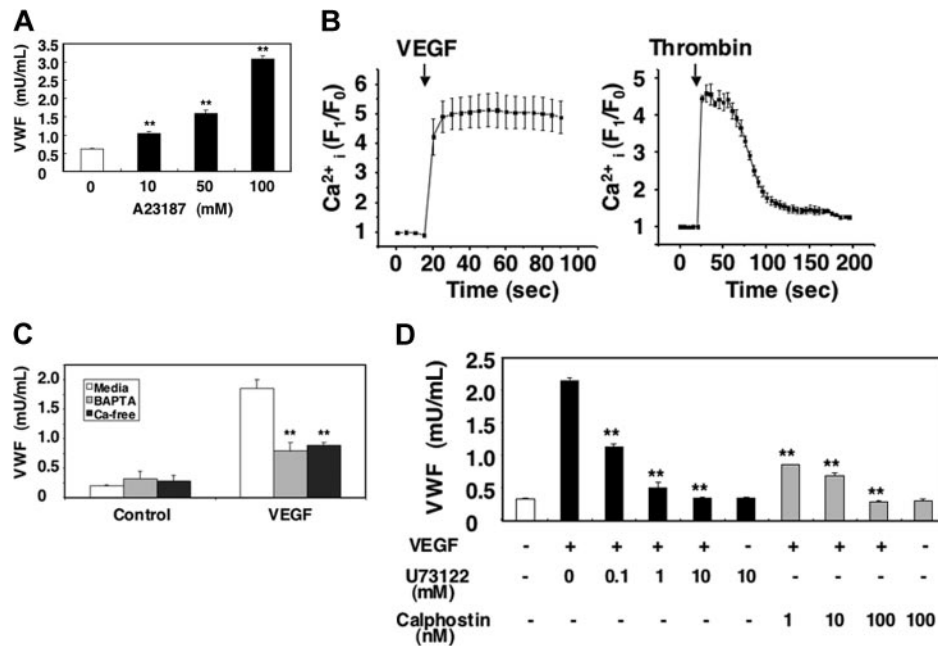 A
VWF (mU/mL)
3.5
3.0
2.5
2.0
1.5
1.0
0.5
0
** ** **
0 10 50 100
A23187 (mM)
B
VEGF
Ca2+ i (F1/F0)
6
5
4
3
2
1
0 20 40 60 80 100
Time (sec)
Thrombin
Ca2+ i (F1/F0)
5
4
3
2
1
0 50 100 150 200
Time (sec)
C
VWF (mU/mL)
2.0
1.5
1.0
0.5
0
Media
BAPTA
Ca-free
** **
Control VEGF
D
VWF (mU/mL)
2.5
2.0
1.5
1.0
0.5
0
** ** ** ** ** **
VEGF - + + + + - + + + -
U73122 (mM) - 0 0.1 1 10 10 - - - -
Calphostin (nM) - - - - - - 1 10 100 100